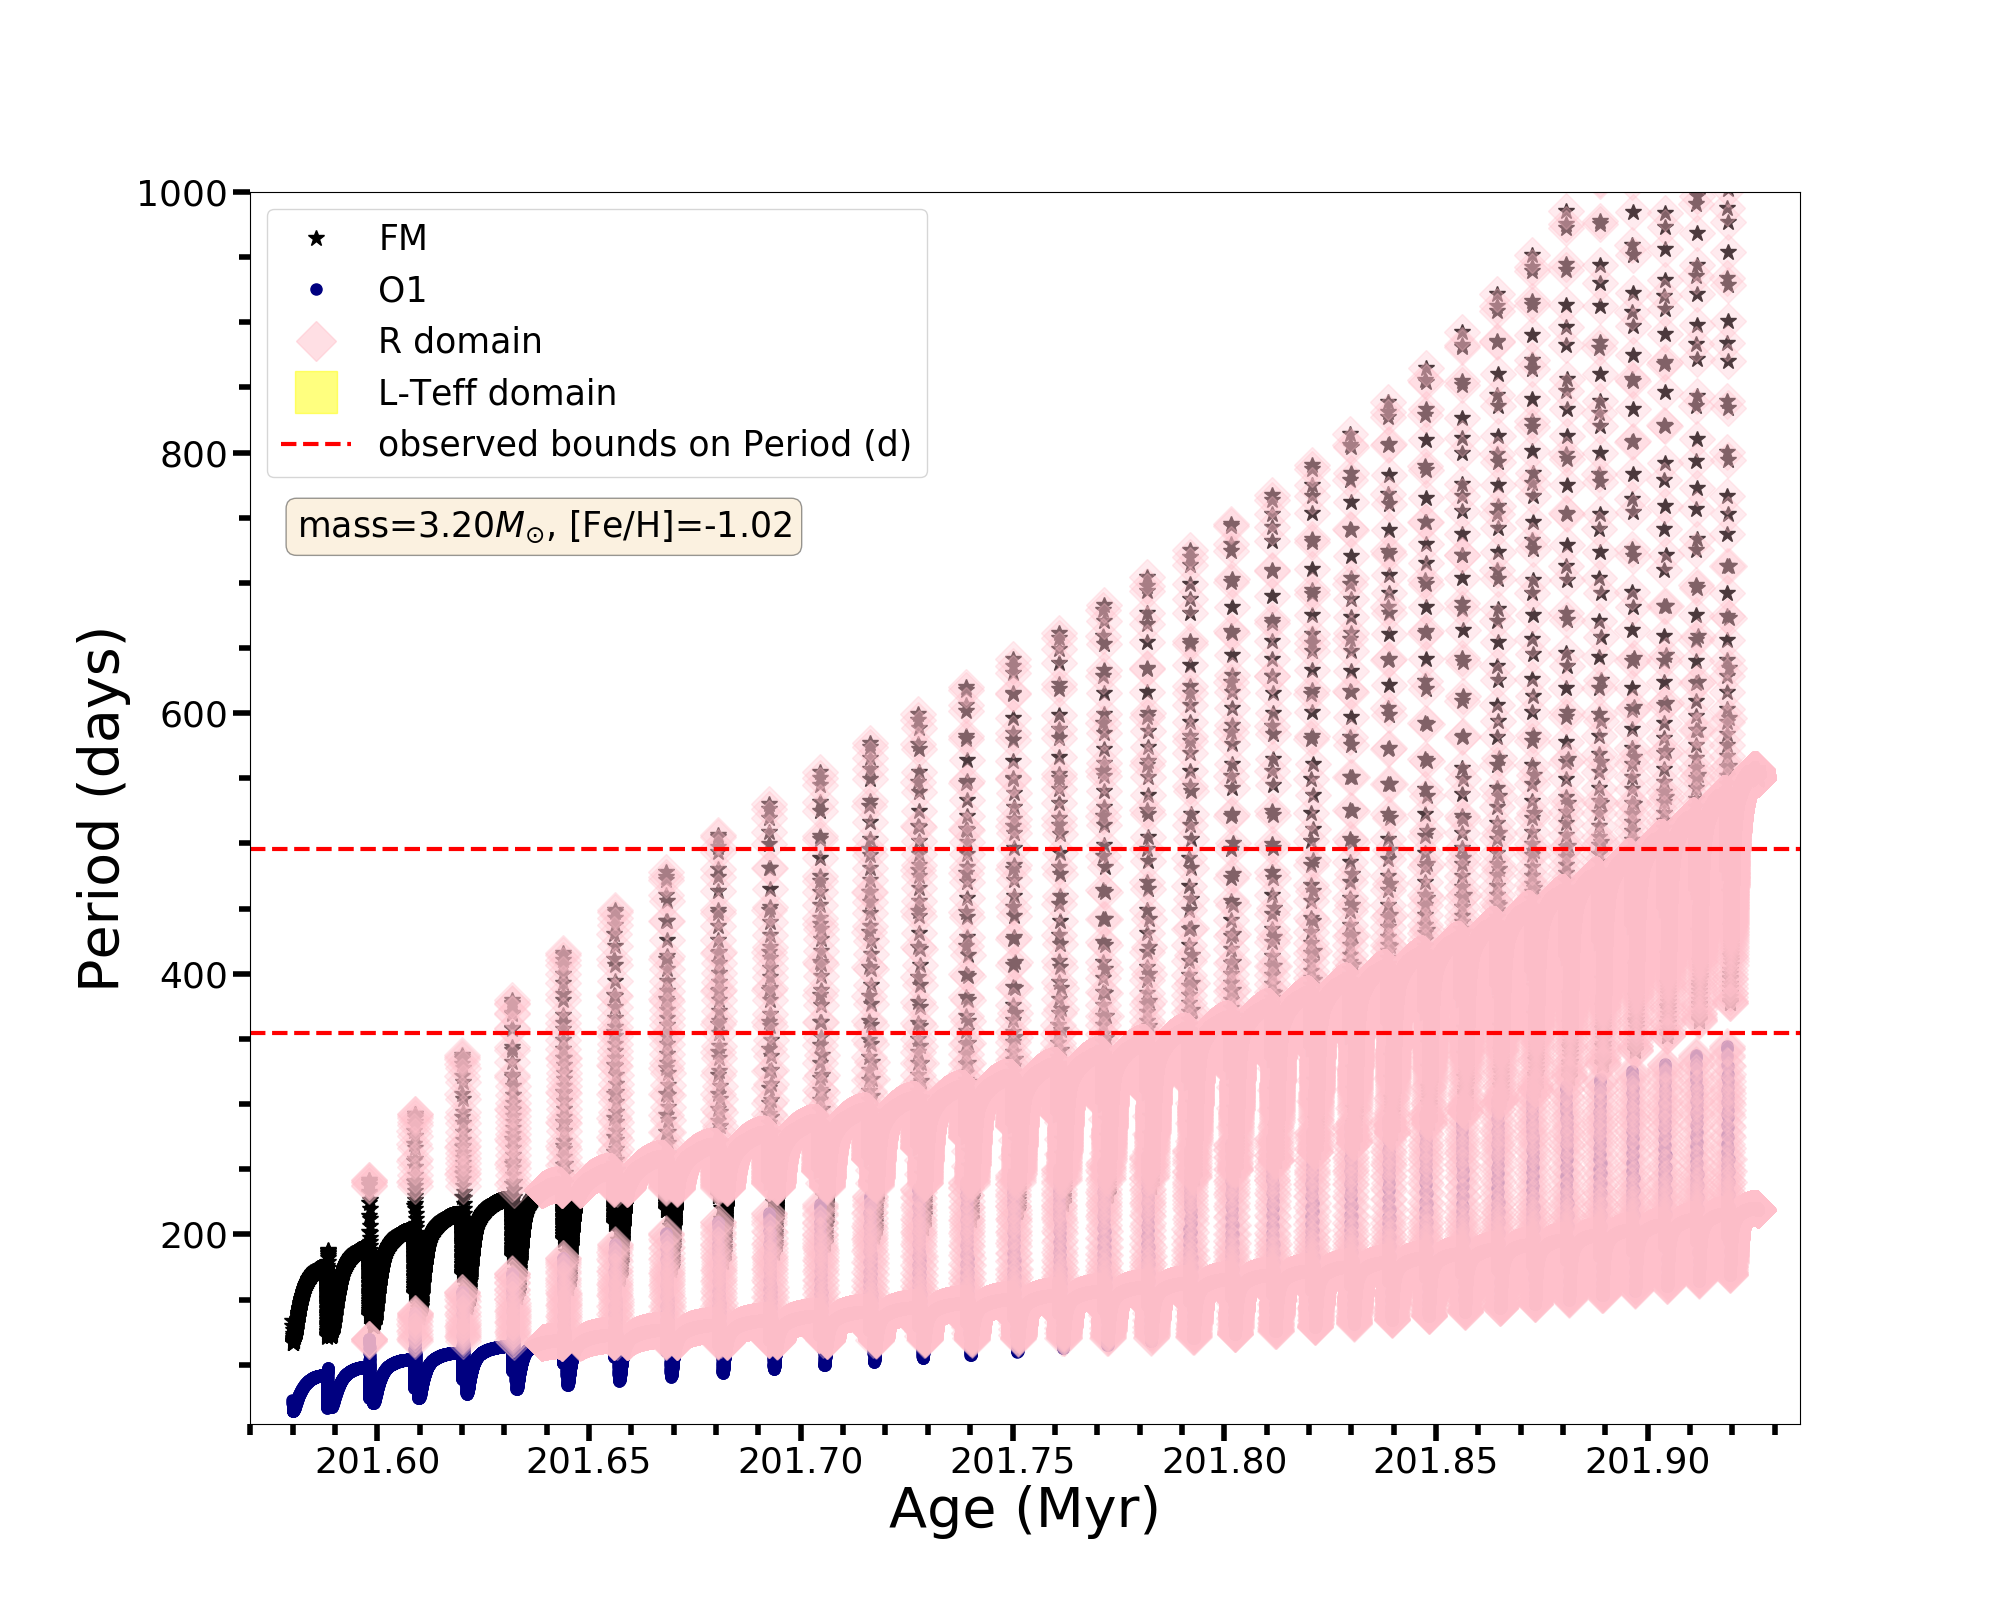 1000
800
600
400
200
Period (days)
FM
O1
R domain
L-Teff domain
observed bounds on Period (d)
mass=3.20M⊙, [Fe/H]=-1.02
201.60 201.65 201.70 201.75 201.80 201.85 201.90
Age (Myr)